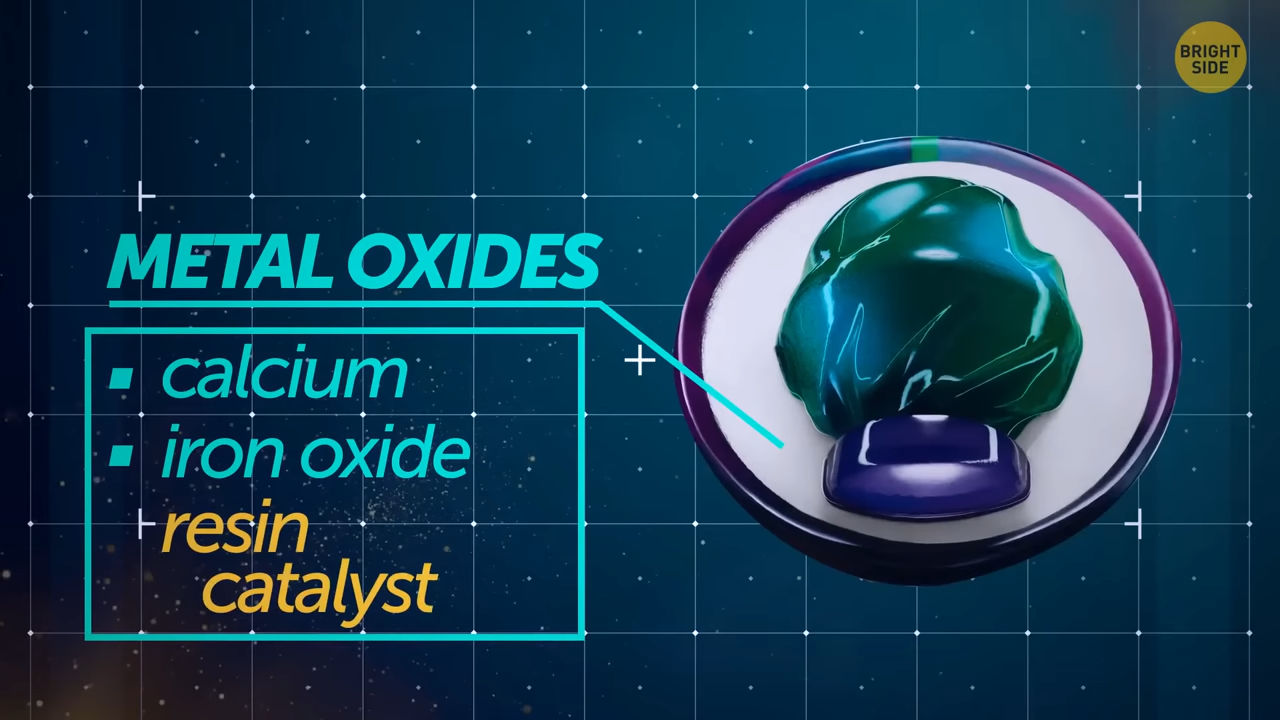 BRIGHT
SIDE
METAL OXIDES
▪ calcium
▪ iron oxide
resin
catalyst